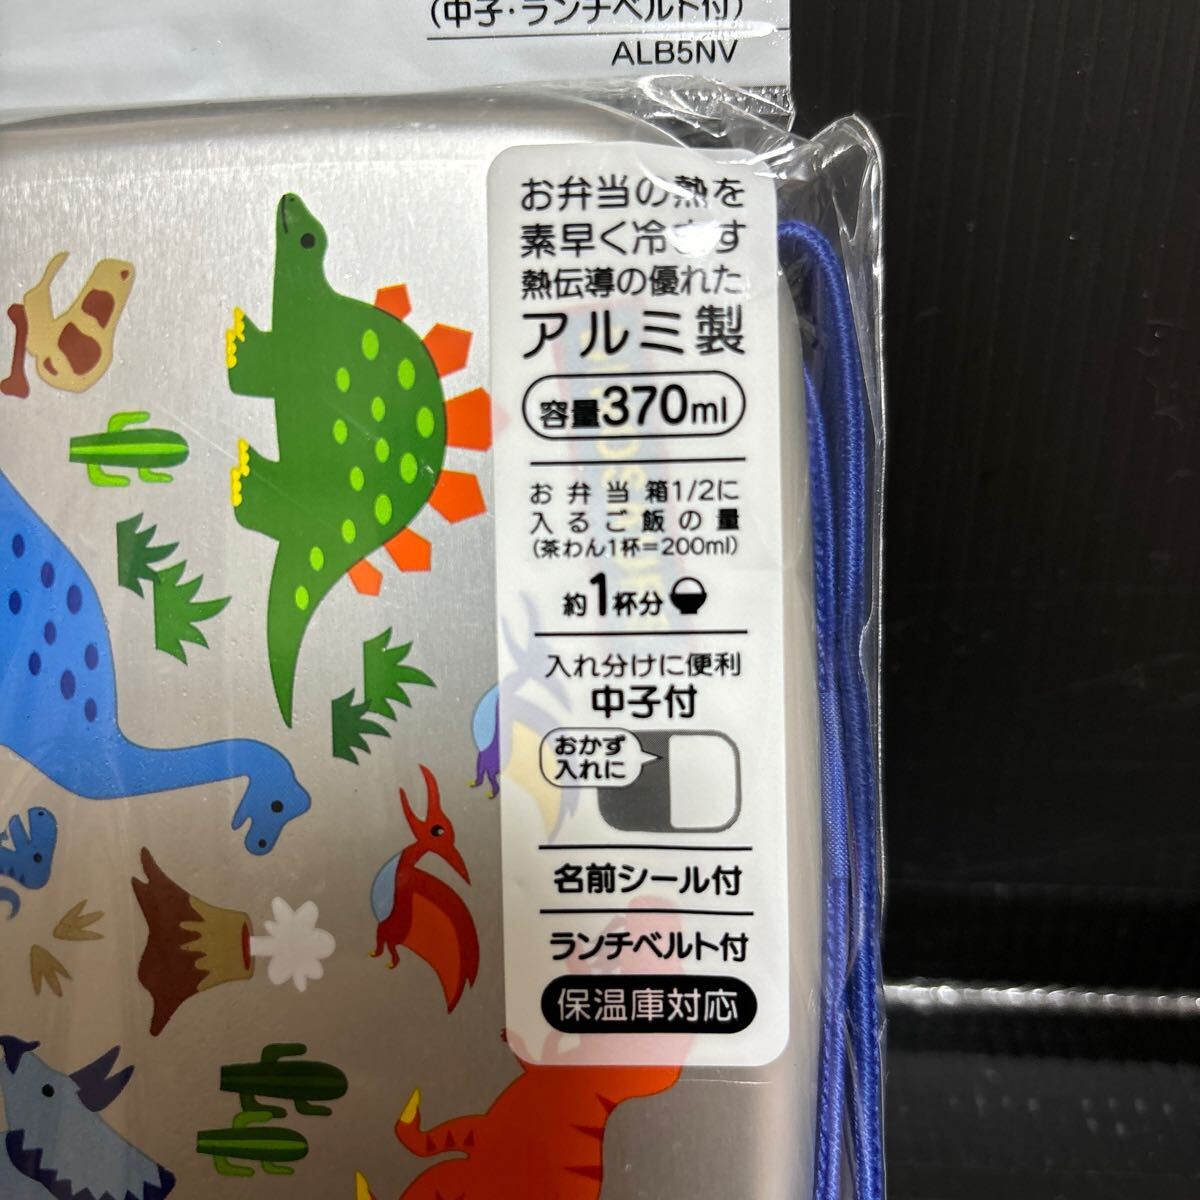 (中子・ランチベルト付)
ALB5NV
お弁当の熱を
素早く冷ます
熱伝導の優れた
アルミ製
容量370ml
お弁当箱1/2に
入るご飯の量
(茶わん1杯=200ml)
約1杯分
入れ分けに便利
中子付
おかず
入れに
名前シール付
ランチベルト付
保温庫対応